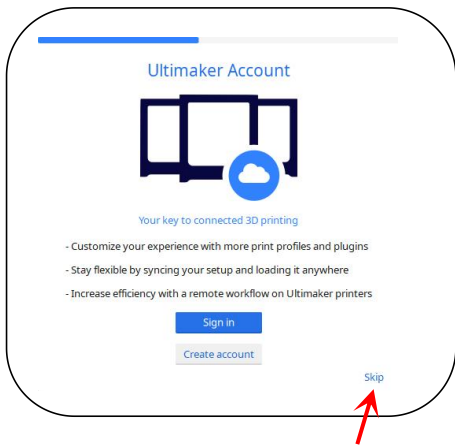 Ultimaker Account
Your key to connected 3D printing
- Customize your experience with more print profiles and plugins
- Stay flexible by syncing your setup and loading it anywhere
- Increase efficiency with a remote workflow on Ultimaker printers
Sign in
Create account
Skip